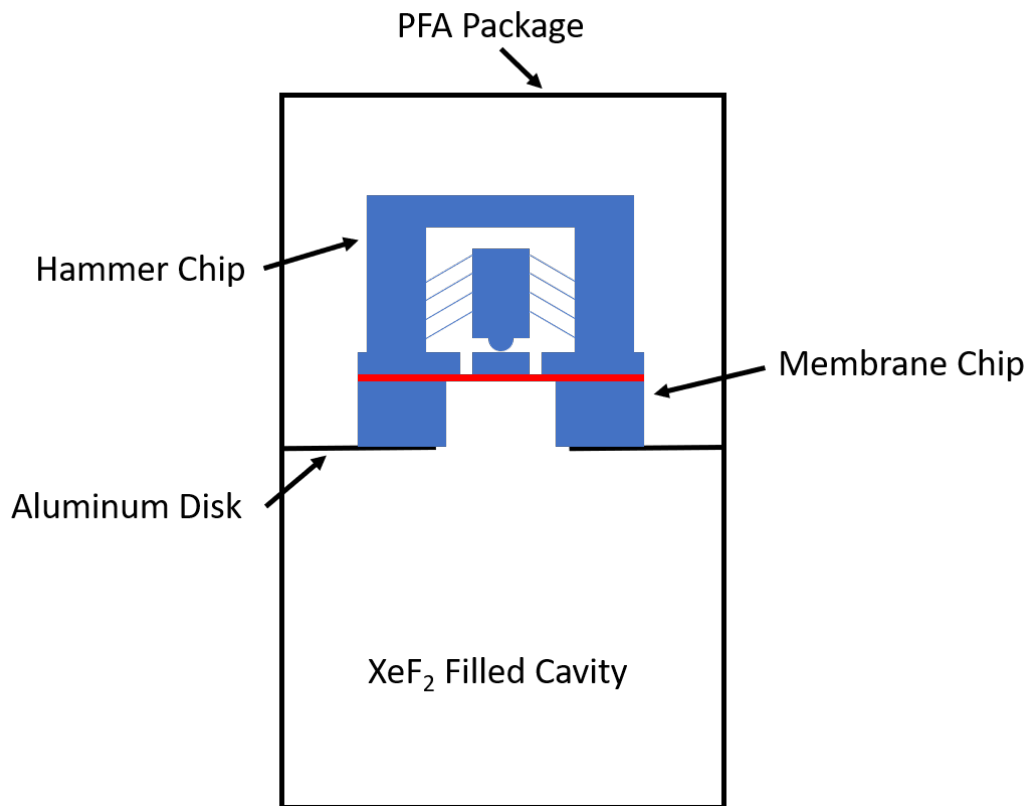 PFA Package
Hammer Chip
Membrane Chip
Aluminum Disk
XeF₂ Filled Cavity